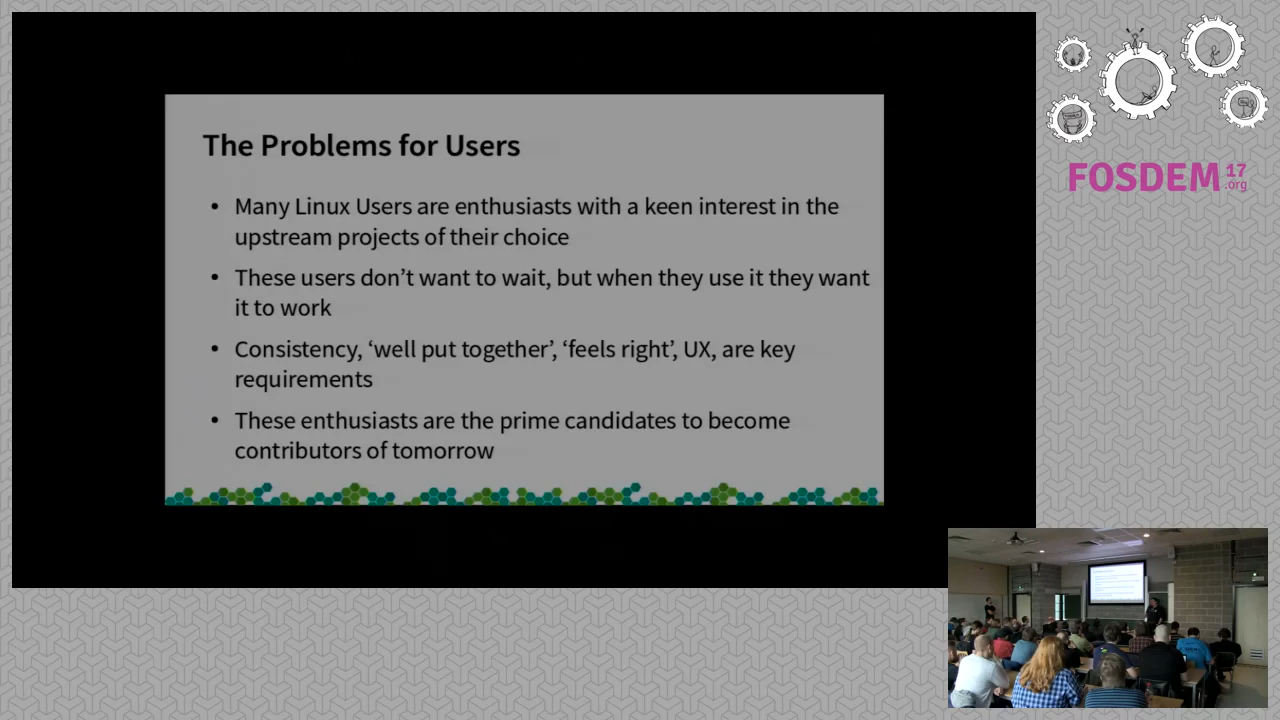 The Problems for Users
• Many Linux Users are enthusiasts with a keen interest in the
upstream projects of their choice
• These users don’t want to wait, but when they use it they want
it to work
• Consistency, ‘well put together’, ‘feels right’, UX, are key
requirements
• These enthusiasts are the prime candidates to become
contributors of tomorrow
FOSDEM 17
.org